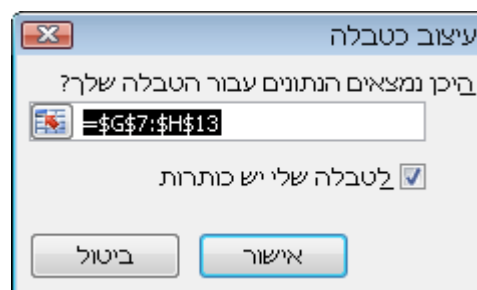 עיצוב כטבלה
היכן נמצאים הנתונים עבור הטבלה שלך?
=$G$7:$H$13
לטבלה שלי יש כותרות
אישור ביטול